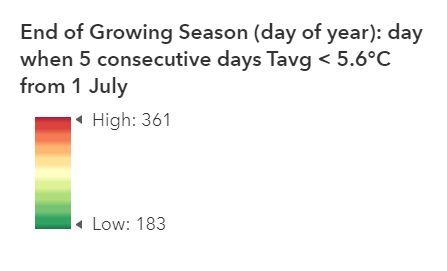 End of Growing Season (day of year): day
when 5 consecutive days Tavg < 5.6°C
from 1 July
High: 361
Low: 183